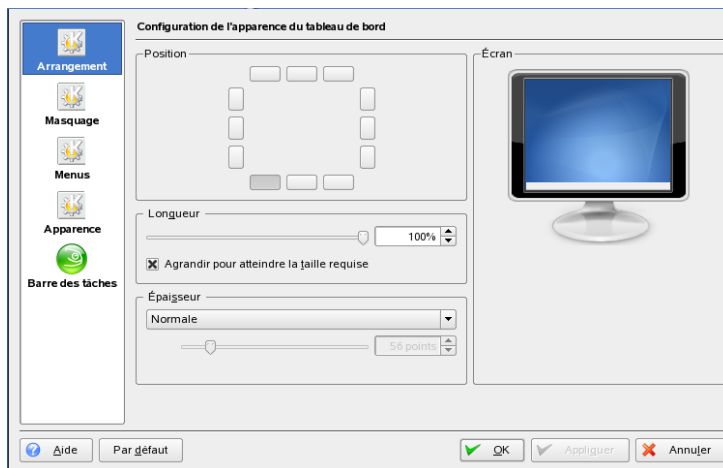 Configuration de l'apparence du tableau de bord
Arrangement
Masquage
Menus
Apparence
Barre des tâches
Position
Écran
Longueur
100%
Agrandir pour atteindre la taille requise
Épaisseur
Normale
56 points
Aide
Par défaut
OK
Appliquer
Annuler